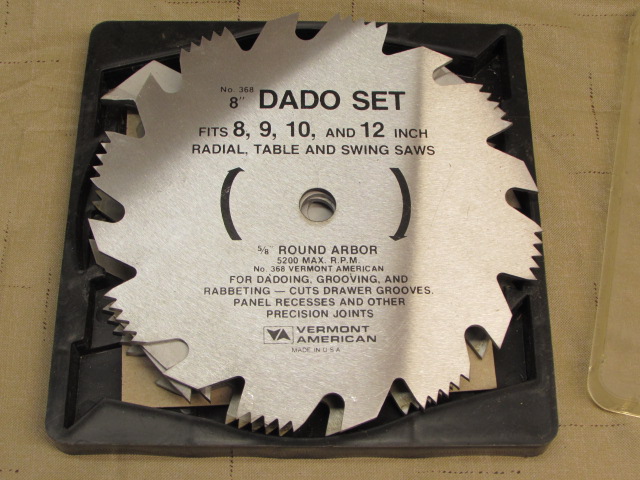 No. 368
8" DADO SET
FITS 8, 9, 10, AND 12 INCH
RADIAL, TABLE AND SWING SAWS
5/8" ROUND ARBOR
5200 MAX. R.P.M.
No. 368 VERMONT AMERICAN
FOR DADOING, GROOVING, AND
RABBETING — CUTS DRAWER GROOVES.
PANEL RECESSES AND OTHER
PRECISION JOINTS
VA VERMONT
AMERICAN
MADE IN U.S.A.